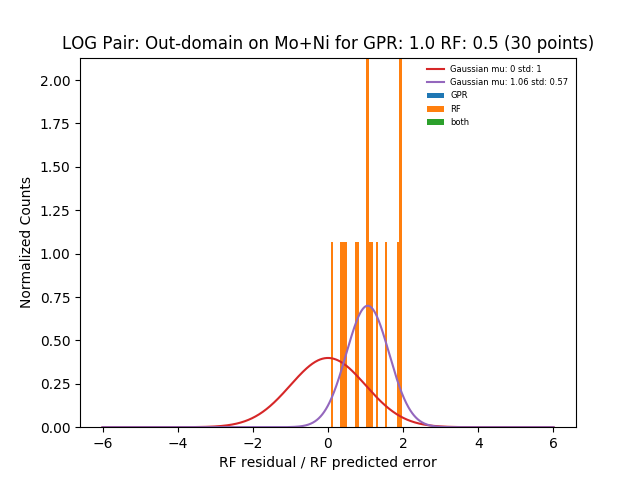 LOG Pair: Out-domain on Mo+Ni for GPR: 1.0 RF: 0.5 (30 points)
Gaussian mu: 0 std: 1
Gaussian mu: 1.06 std: 0.57
GPR
RF
both
Normalized Counts
2.00
1.75
1.50
1.25
1.00
0.75
0.50
0.25
0.00
−6 −4 −2 0 2 4 6
RF residual / RF predicted error